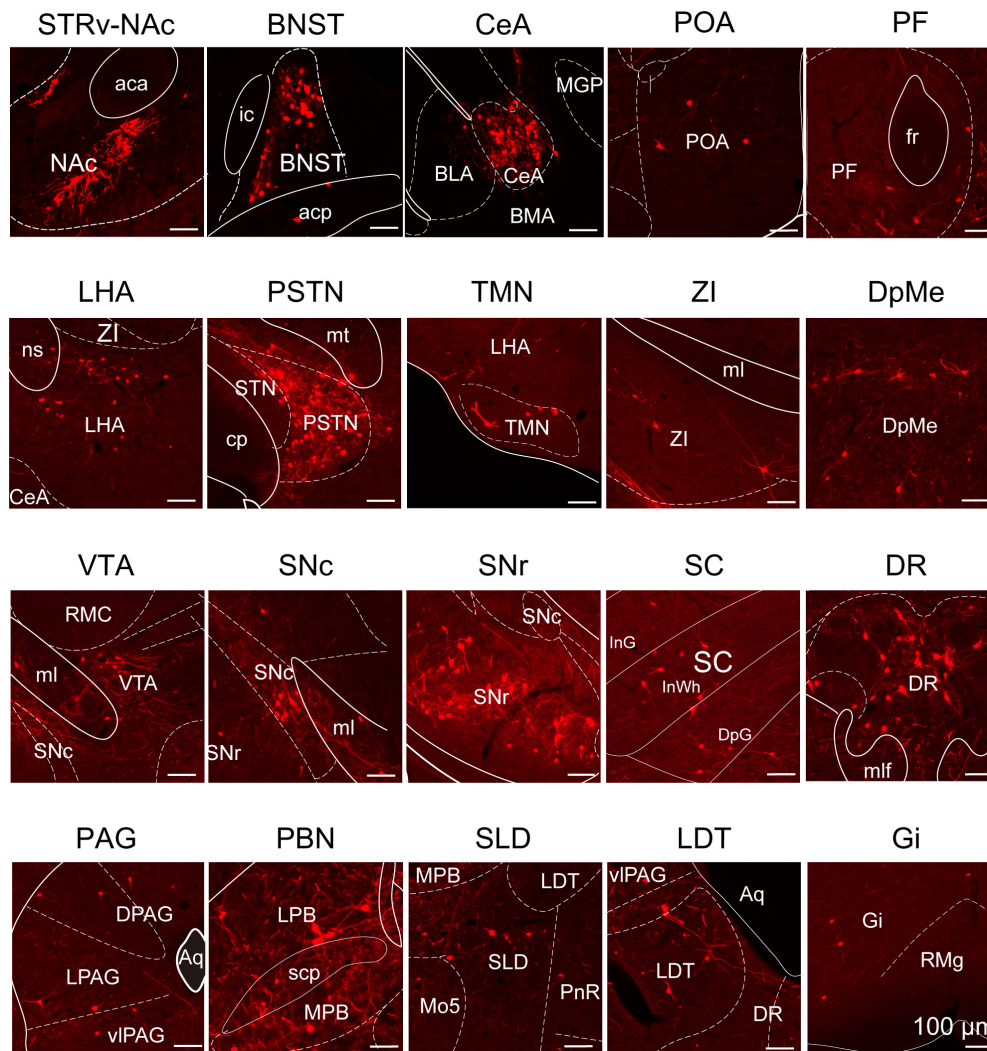 STRv-NAc BNST CeA POA PF
aca
NAc
ic
BNST
acp
MGP
BLA
CeA
BMA
POA
fr
PF
LHA PSTN TMN ZI DpMe
ZI
ns
LHA
CeA
mt
STN
PSTN
cp
LHA
TMN
ml
ZI
DpMe
VTA SNc SNr SC DR
RMC
ml
VTA
SNc
SNc
ml
SNr
SNc
SNr
InG
SC
InWh
DpG
DR
mlf
PAG PBN SLD LDT Gi
DPAG
Aq
LPAG
vlPAG
LPB
scp
MPB
MPB
LDT
SLD
Mo5
PnR
vlPAG
Aq
LDT
DR
Gi
RMg
100 µm